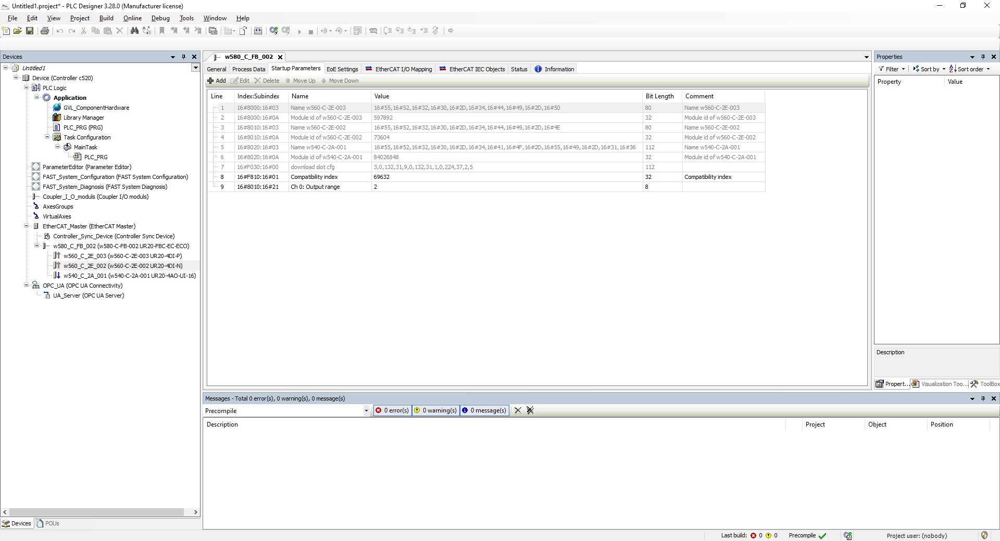 Untitled1.project* - PLC Designer 3.28.0 (Manufacturer license)
File Edit View Project Build Online Debug Tools Window Help
Devices
Untitled1
Device (Controller c520)
PLC Logic
Application
GVL_ComponentHardware
Library Manager
PLC_PRG (PRG)
Task Configuration
MainTask
PLC_PRG
ParameterEditor (Parameter Editor)
FAST_System_Configuration (FAST System Configuration)
FAST_System_Diagnosis (FAST System Diagnosis)
Coupler_I_O_moduls (Coupler I/O moduls)
AxesGroups
VirtualAxes
EtherCAT_Master (EtherCAT Master)
Controller_Sync_Device (Controller Sync Device)
w580_C_FB_002 (w580-C-FB-002 UR20-FBC-EC-ECO)
w560_C_2E_003 (w560-C-2E-003 UR20-4DI-P)
w560_C_2E_002 (w560-C-2E-002 UR20-4DI-N)
w540_C_2A_001 (w540-C-2A-001 UR20-4AO-UI-16)
OPC_UA (OPC UA Connectivity)
UA_Server (OPC UA Server)
Devices POUs
w580_C_FB_002
General Process Data Startup Parameters EoE Settings EtherCAT I/O Mapping EtherCAT IEC Objects Status Information
Add Edit Delete Move Up Move Down
Line Index:Subindex Name Value Bit Length Comment
1 16#8000:16#03 Name w560-C-2E-003 16#55,16#52,16#32,16#30,16#2D,16#34,16#44,16#49,16#2D,16#50 80 Name w560-C-2E-003
2 16#8000:16#0A Module id of w560-C-2E-003 597892 32 Module id of w560-C-2E-003
3 16#8010:16#03 Name w560-C-2E-002 16#55,16#52,16#32,16#30,16#2D,16#34,16#44,16#49,16#2D,16#4E 80 Name w560-C-2E-002
4 16#8010:16#0A Module id of w560-C-2E-002 73604 32 Module id of w560-C-2E-002
5 16#8020:16#03 Name w540-C-2A-001 16#55,16#52,16#32,16#30,16#2D,16#34,16#41,16#4F,16#2D,16#55,16#49,16#2D,16#31,16#36 112 Name w540-C-2A-001
6 16#8020:16#0A Module id of w540-C-2A-001 84026848 32 Module id of w540-C-2A-001
7 16#F030:16#00 download slot cfg 3,0,132,31,9,0,132,31,1,0,224,37,2,5 112
8 16#F810:16#01 Compatibility index 69632 32 Compatibility index
9 16#8010:16#21 Ch 0: Output range 2 8
Properties
Filter Sort by Sort order
Property Value
Description
Propert... Visualization Too... ToolBox
Messages - Total 0 error(s), 0 warning(s), 0 message(s)
Precompile 0 error(s) 0 warning(s) 0 message(s)
Description Project Object Position
Last build: 0 0 Precompile Project user: (nobody)